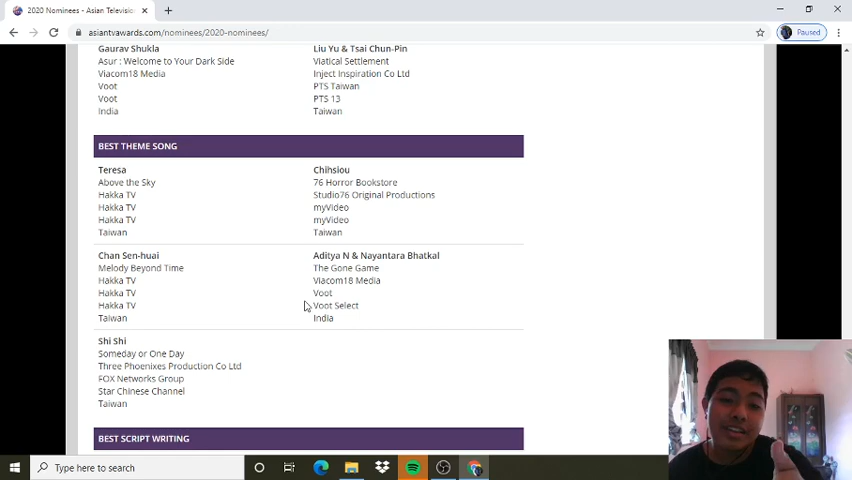 2020 Nominees - Asian Televisio
asiantvawards.com/nominees/2020-nominees/
Paused
Gaurav Shukla
Asur : Welcome to Your Dark Side
Viacom18 Media
Voot
Voot
India
Liu Yu & Tsai Chun-Pin
Viatical Settlement
Inject Inspiration Co Ltd
PTS Taiwan
PTS 13
Taiwan
BEST THEME SONG
Teresa
Above the Sky
Hakka TV
Hakka TV
Hakka TV
Taiwan
Chihsiou
76 Horror Bookstore
Studio76 Original Productions
myVideo
myVideo
Taiwan
Chan Sen-huai
Melody Beyond Time
Hakka TV
Hakka TV
Hakka TV
Taiwan
Aditya N & Nayantara Bhatkal
The Gone Game
Viacom18 Media
Voot
Voot Select
India
Shi Shi
Someday or One Day
Three Phoenixes Production Co Ltd
FOX Networks Group
Star Chinese Channel
Taiwan
BEST SCRIPT WRITING
Type here to search